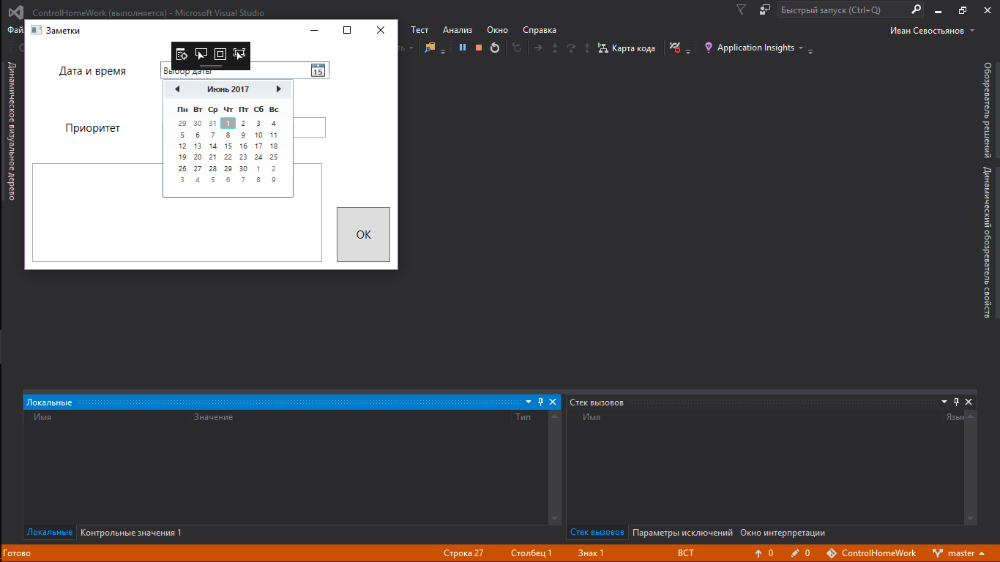 ControlHomeWork (выполняется) - Microsoft Visual Studio
Быстрый запуск (Ctrl+Q)
Тест Анализ Окно Справка
Иван Севостьянов
Карта кода
Application Insights
Заметки
Дата и время
Выбор даты
15
Июнь 2017
Пн Вт Ср Чт Пт Сб Вс
29 30 31 1 2 3 4
5 6 7 8 9 10 11
12 13 14 15 16 17 18
19 20 21 22 23 24 25
26 27 28 29 30 1 2
3 4 5 6 7 8 9
Приоритет
OK
Динамическое визуальное дерево
Обозреватель решений
Динамический обозреватель свойств
Локальные
Имя Значение Тип
Локальные Контрольные значения 1
Стек вызовов
Имя Язык
Стек вызовов Параметры исключений Окно интерпретации
Готово Строка 27 Столбец 1 Знак 1 ВСТ 0 0 ControlHomeWork master